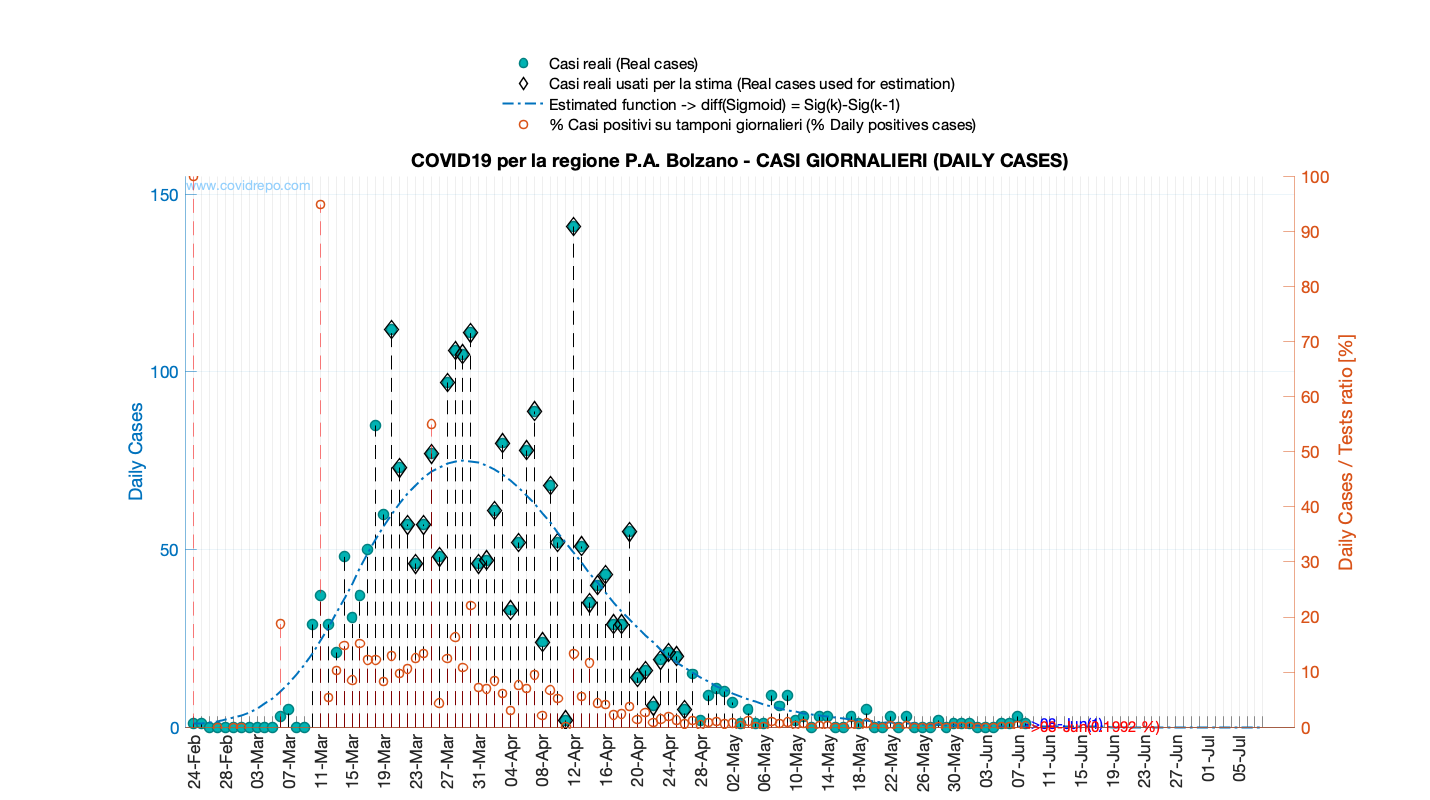 Casi reali (Real cases)
Casi reali usati per la stima (Real cases used for estimation)
Estimated function -> diff(Sigmoid) = Sig(k)-Sig(k-1)
% Casi positivi su tamponi giornalieri (% Daily positives cases)
COVID19 per la regione P.A. Bolzano - CASI GIORNALIERI (DAILY CASES)
www.covidrepo.com
150
100
50
0
Daily Cases
100
90
80
70
60
50
40
30
20
10
0
Daily Cases / Tests ratio [%]
24-Feb
28-Feb
03-Mar
07-Mar
11-Mar
15-Mar
19-Mar
23-Mar
27-Mar
31-Mar
04-Apr
08-Apr
12-Apr
16-Apr
20-Apr
24-Apr
28-Apr
02-May
06-May
10-May
14-May
18-May
22-May
26-May
30-May
03-Jun
07-Jun
11-Jun
15-Jun
19-Jun
23-Jun
27-Jun
01-Jul
05-Jul